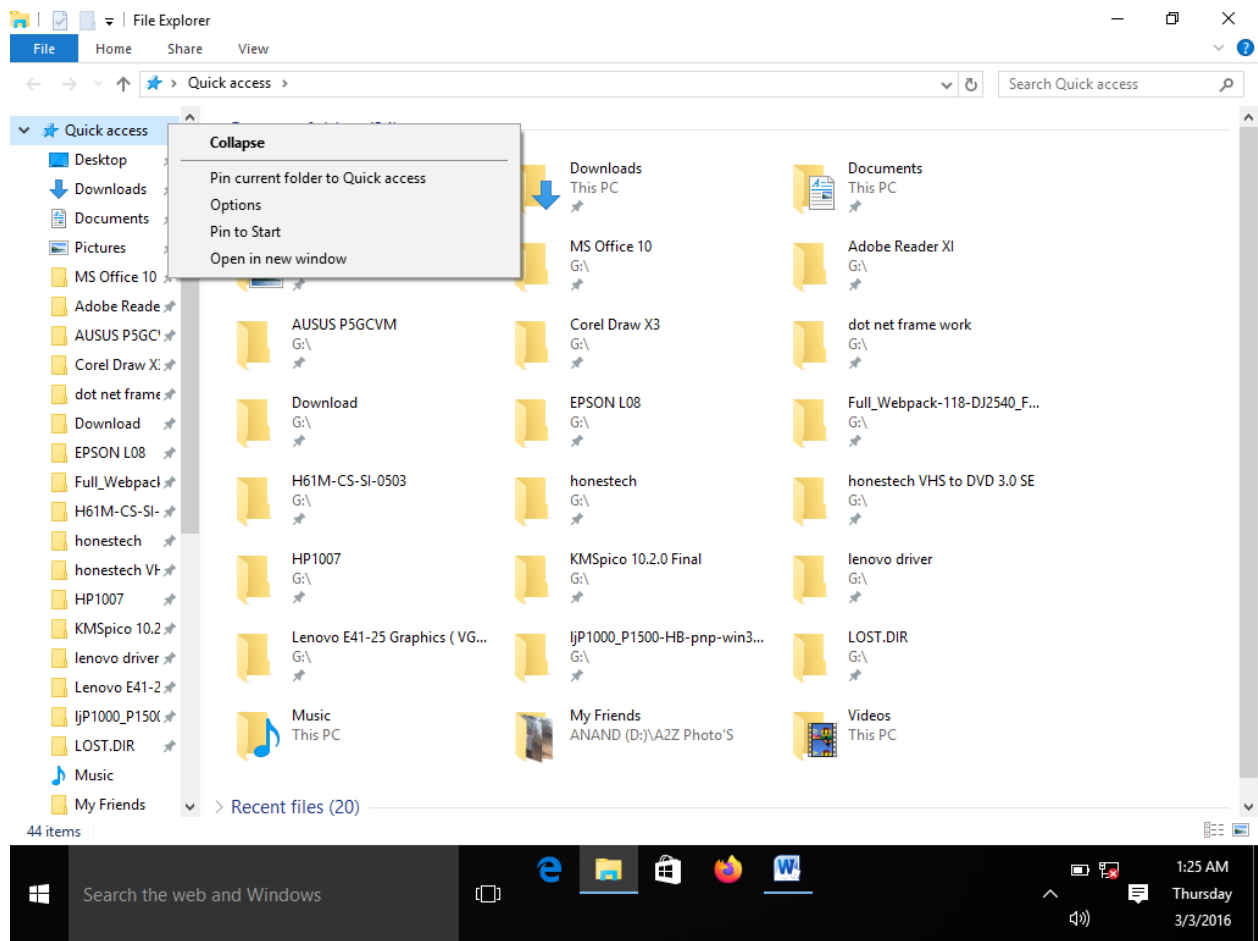 File Explorer
File Home Share View
Quick access
Search Quick access
Quick access
Desktop
Downloads
Documents
Pictures
MS Office 10
Adobe Reade
AUSUS P5GC
Corel Draw X
dot net frame
Download
EPSON L08
Full_Webpack
H61M-CS-SI-
honestech
honestech VH
HP1007
KMSpico 10.2
lenovo driver
Lenovo E41-2
ljP1000_P150
LOST.DIR
Music
My Friends
Collapse
Pin current folder to Quick access
Options
Pin to Start
Open in new window
Downloads
This PC
Documents
This PC
MS Office 10
G:\
Adobe Reader XI
G:\
AUSUS P5GCVM
G:\
Corel Draw X3
G:\
dot net frame work
G:\
Download
G:\
EPSON L08
G:\
Full_Webpack-118-DJ2540_F...
G:\
H61M-CS-SI-0503
G:\
honestech
G:\
honestech VHS to DVD 3.0 SE
G:\
HP1007
G:\
KMSpico 10.2.0 Final
G:\
lenovo driver
G:\
Lenovo E41-25 Graphics ( VG...
G:\
ljP1000_P1500-HB-pnp-win3...
G:\
LOST.DIR
G:\
Music
This PC
My Friends
ANAND (D:)\A2Z Photo'S
Videos
This PC
Recent files (20)
44 items
Search the web and Windows
1:25 AM
Thursday
3/3/2016